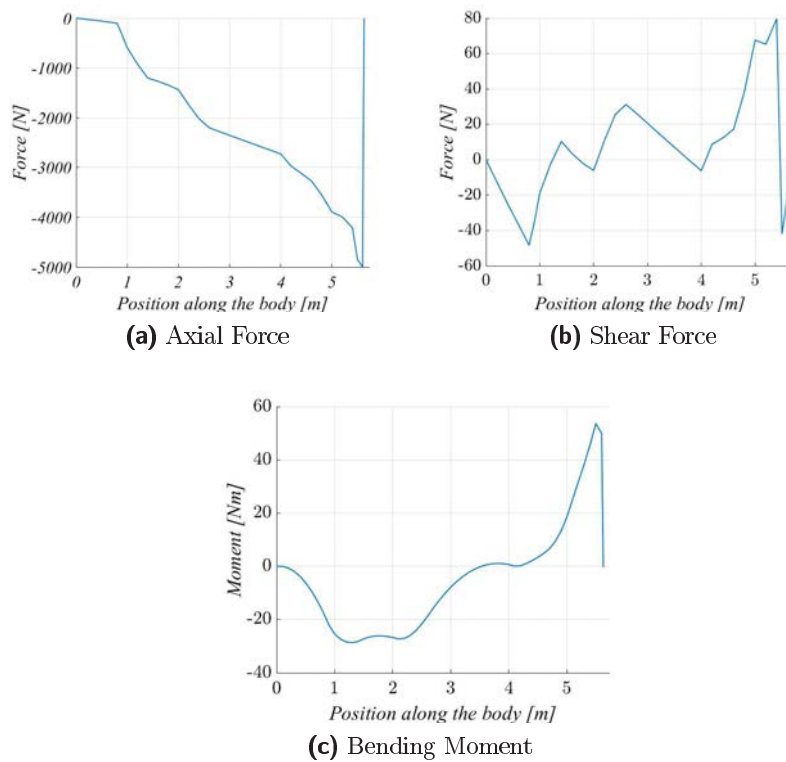 0
-1000
-2000
-3000
-4000
-5000
Force [N]
0 1 2 3 4 5
Position along the body [m]
(a) Axial Force
80
60
40
20
0
-20
-40
-60
Force [N]
0 1 2 3 4 5
Position along the body [m]
(b) Shear Force
60
40
20
0
-20
-40
Moment [Nm]
0 1 2 3 4 5
Position along the body [m]
(c) Bending Moment